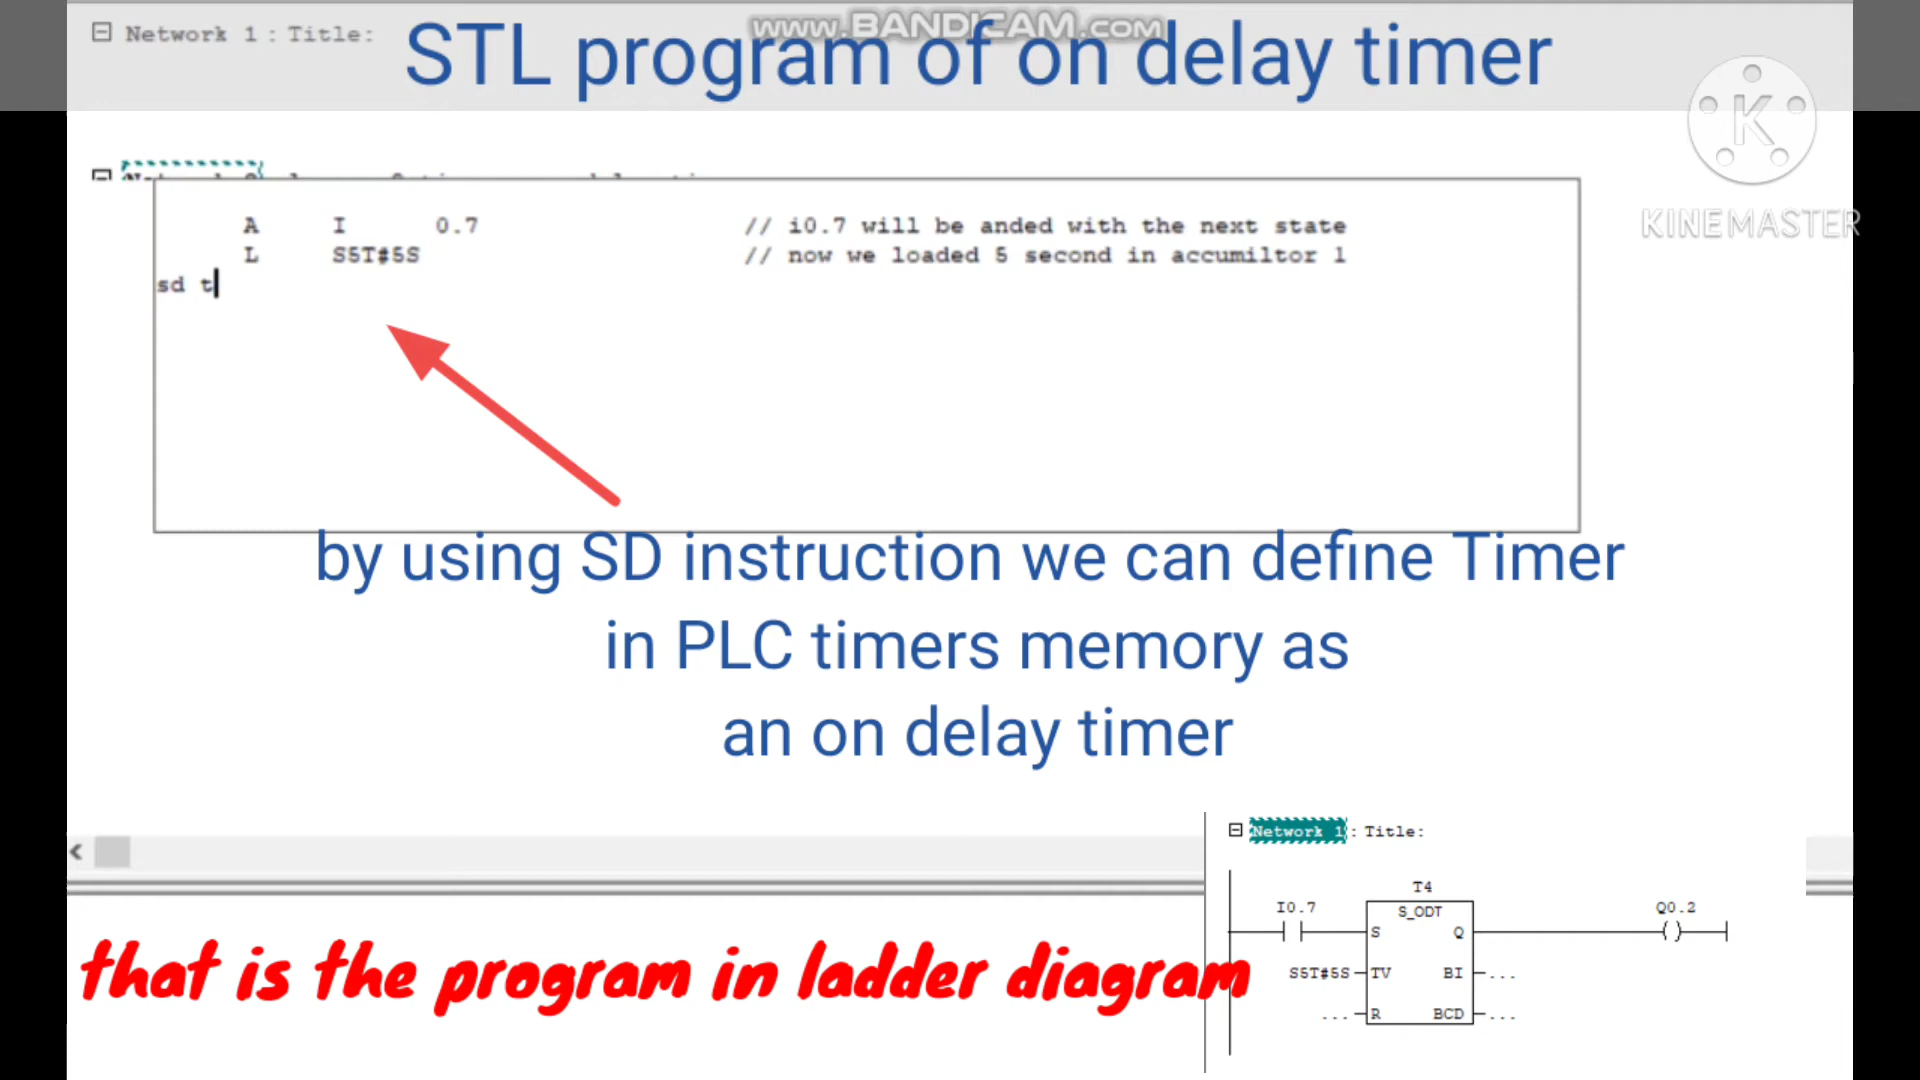 www.BANDICAM.com
Network 1 : Title:
STL program of on delay timer
K
KINEMASTER
A I 0.7 // i0.7 will be anded with the next state
L S5T#5S // now we loaded 5 second in accumiltor 1
sd t
by using SD instruction we can define Timer
in PLC timers memory as
an on delay timer
Network 1 : Title:
T4
I0.7 S_ODT Q0.2
S Q
S5T#5S TV BI ...
... R BCD ...
that is the program in ladder diagram